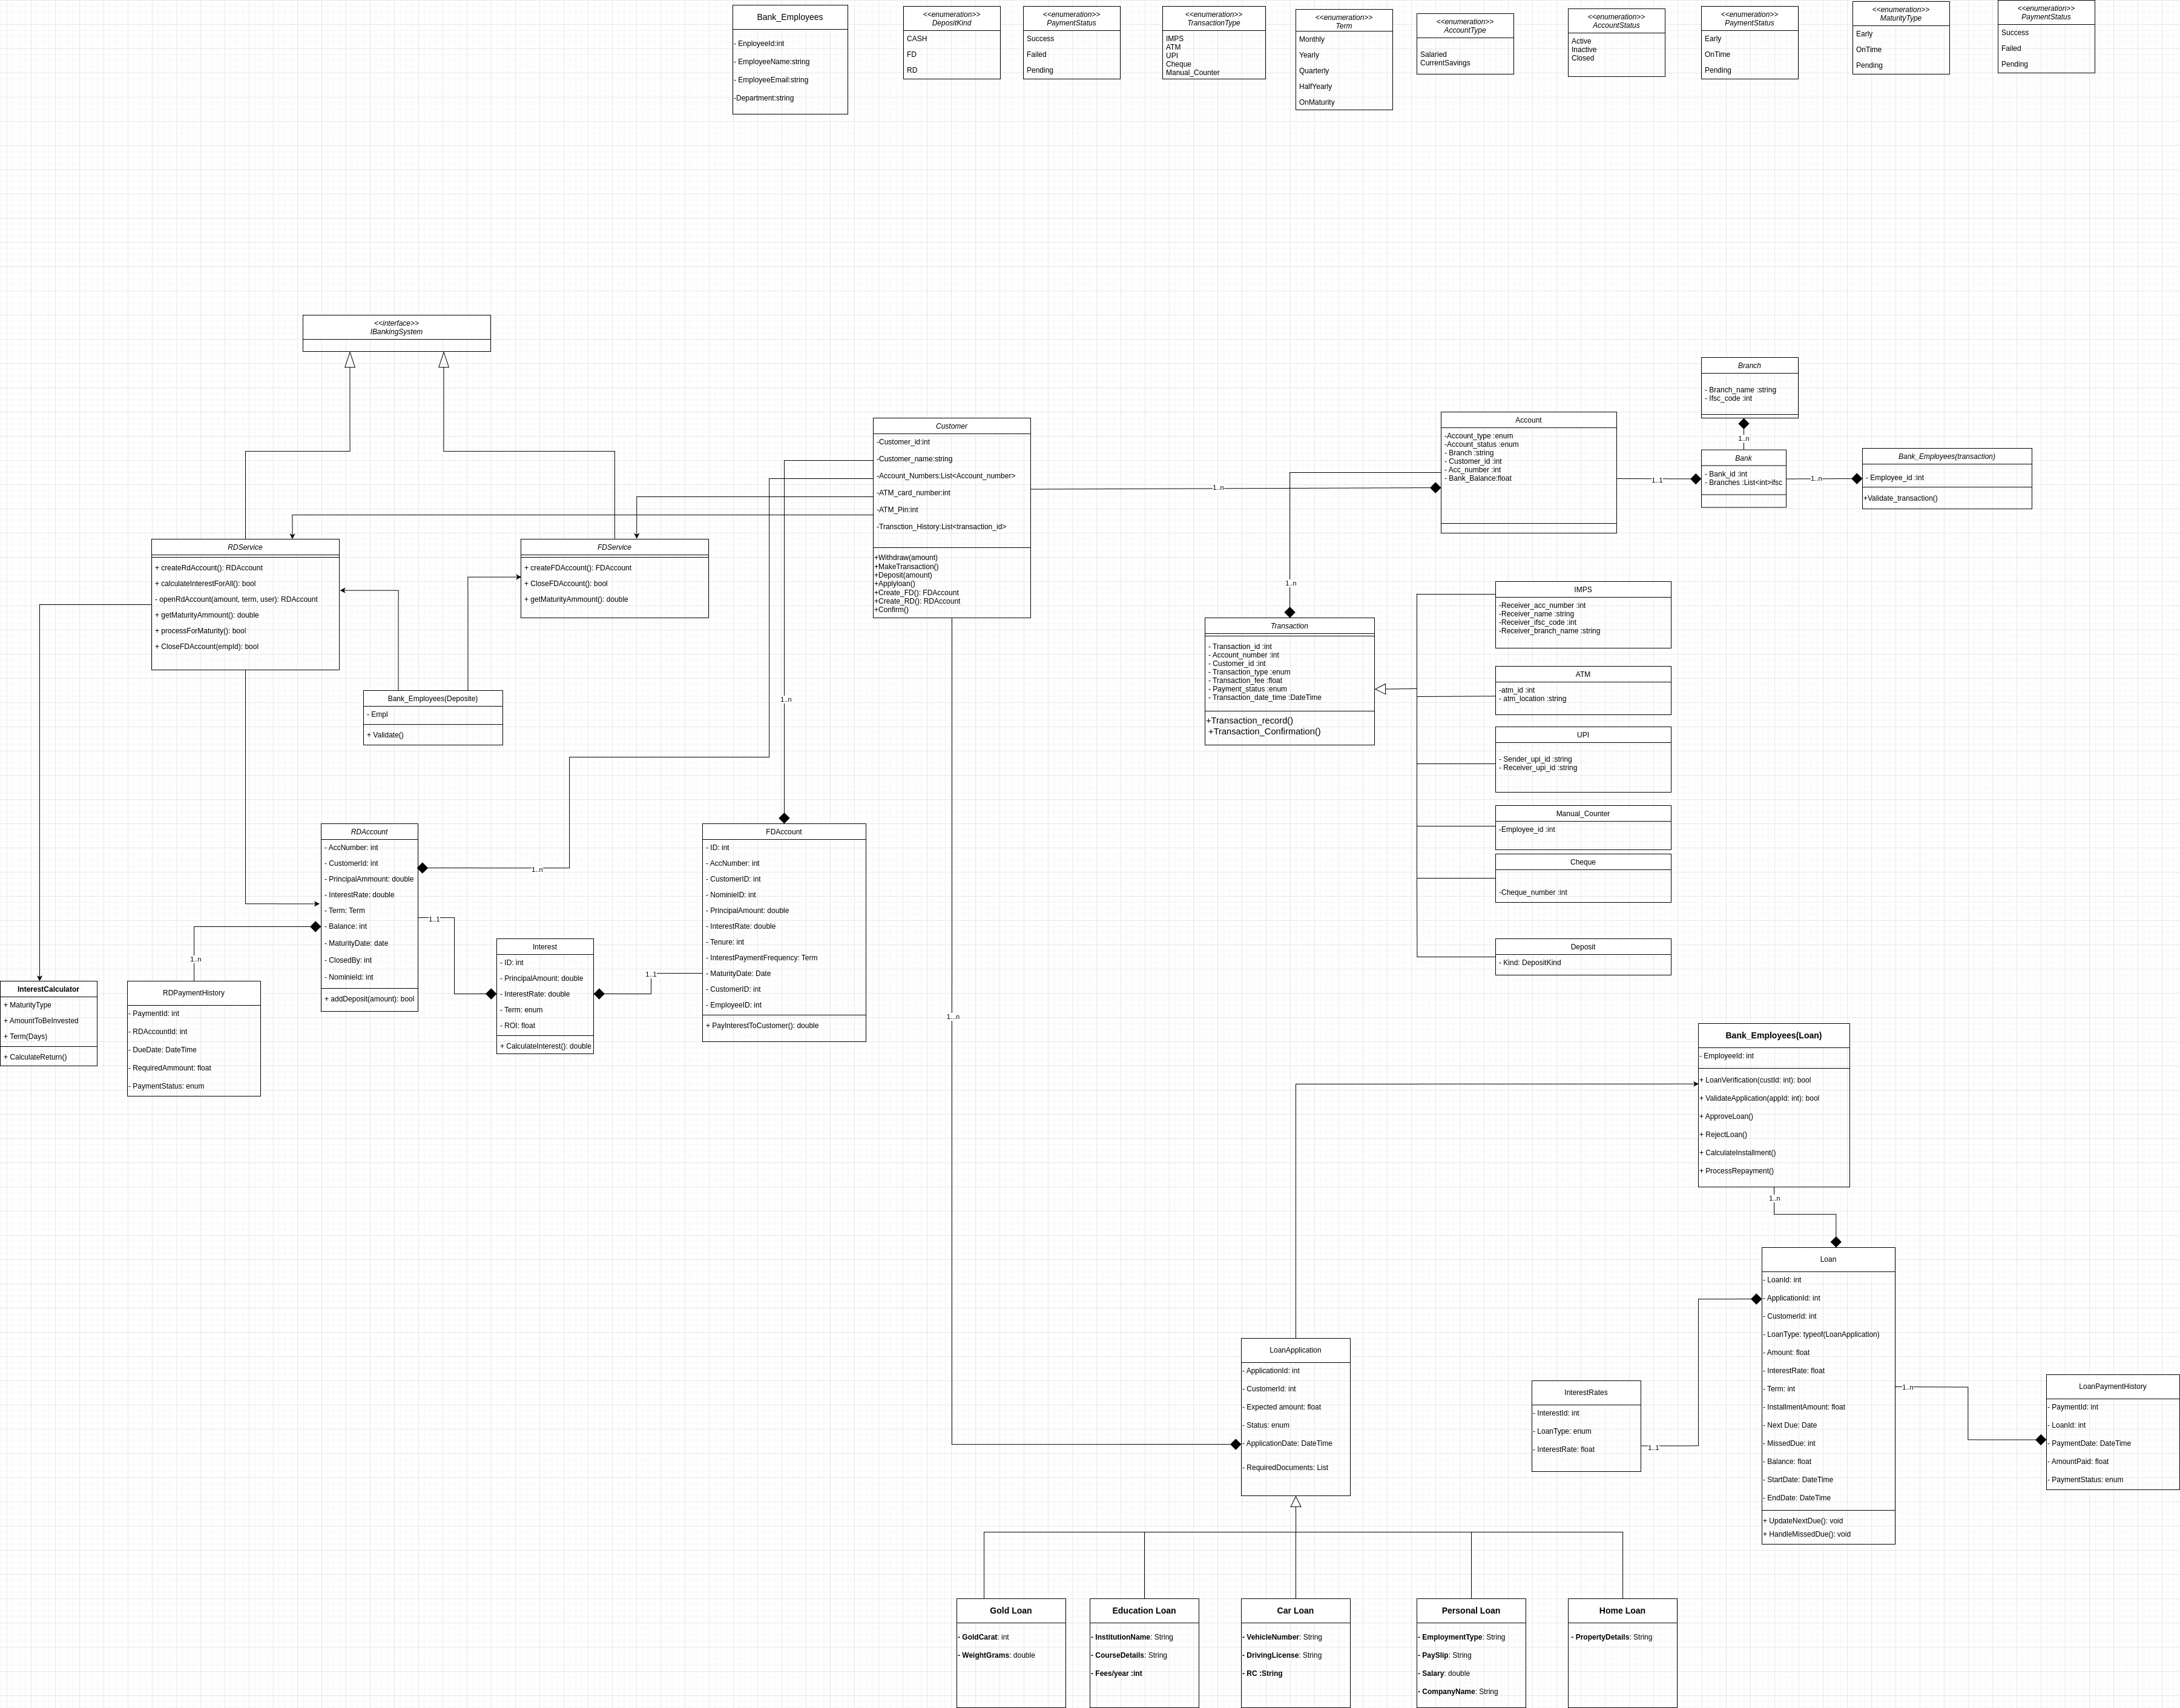 Bank_Employees
- EnployeeId:int
- EmployeeName:string
- EmployeeEmail:string
-Department:string
<<enumeration>>
DepositKind
CASH
FD
RD
<<enumeration>>
PaymentStatus
Success
Failed
Pending
<<enumeration>>
TransactionType
IMPS
ATM
UPI
Cheque
Manual_Counter
<<enumeration>>
Term
Monthly
Yearly
Quarterly
HalfYearly
OnMaturity
<<enumeration>>
AccountType
Salaried
CurrentSavings
<<enumeration>>
AccountStatus
Active
Inactive
Closed
<<enumeration>>
PaymentStatus
Early
OnTime
Pending
<<enumeration>>
MaturityType
Early
OnTime
Pending
<<enumeration>>
PaymentStatus
Success
Failed
Pending
<<interface>>
IBankingSystem
Customer
-Customer_id:int
-Customer_name:string
-Account_Numbers:List<Account_number>
-ATM_card_number:int
-ATM_Pin:int
-Transction_History:List<transaction_id>
+Withdraw(amount)
+MakeTransaction()
+Deposit(amount)
+Applyloan()
+Create_FD(): FDAccount
+Create_RD(): RDAccount
+Confirm()
1..n
Account
-Account_type :enum
-Account_status :enum
- Branch :string
- Customer_id :int
- Acc_number :int
- Bank_Balance:float
1..1
Branch
- Branch_name :string
- Ifsc_code :int
1..n
Bank
- Bank_id :int
- Branches :List<int>ifsc
1..n
Bank_Employees(transaction)
- Employee_id :int
+Validate_transaction()
RDService
+ createRdAccount(): RDAccount
+ calculateInterestForAll(): bool
- openRdAccount(amount, term, user): RDAccount
+ getMaturityAmmount(): double
+ processForMaturity(): bool
+ CloseFDAccount(empId): bool
FDService
+ createFDAccount(): FDAccount
+ CloseFDAccount(): bool
+ getMaturityAmmount(): double
Bank_Employees(Deposite)
- Empl
+ Validate()
1..n
1..n
Transaction
- Transaction_id :int
- Account_number :int
- Customer_id :int
- Transaction_type :enum
- Transaction_fee :float
- Payment_status :enum
- Transaction_date_time :DateTime
+Transaction_record()
+Transaction_Confirmation()
IMPS
-Receiver_acc_number :int
-Receiver_name :string
-Receiver_ifsc_code :int
-Receiver_branch_name :string
ATM
-atm_id :int
- atm_location :string
UPI
- Sender_upi_id :string
- Receiver_upi_id :string
Manual_Counter
-Employee_id :int
Cheque
-Cheque_number :int
Deposit
- Kind: DepositKind
RDAccount
- AccNumber: int
- CustomerId: int
- PrincipalAmmount: double
- InterestRate: double
- Term: Term
- Balance: int
- MaturityDate: date
- ClosedBy: int
- NominieId: int
+ addDeposit(amount): bool
1..n
1..1
FDAccount
- ID: int
- AccNumber: int
- CustomerID: int
- NominieID: int
- PrincipalAmount: double
- InterestRate: double
- Tenure: int
- InterestPaymentFrequency: Term
- MaturityDate: Date
- CustomerID: int
- EmployeeID: int
+ PayInterestToCustomer(): double
Interest
- ID: int
- PrincipalAmount: double
- InterestRate: double
- Term: enum
- ROI: float
+ CalculateInterest(): double
1..1
1..n
InterestCalculator
+ MaturityType
+ AmountToBeInvested
+ Term(Days)
+ CalculateReturn()
RDPaymentHistory
- PaymentId: int
- RDAccountId: int
- DueDate: DateTime
- RequiredAmmount: float
- PaymentStatus: enum
1...n
Bank_Employees(Loan)
- EmployeeId: int
+ LoanVerification(custId: int): bool
+ ValidateApplication(appId: int): bool
+ ApproveLoan()
+ RejectLoan()
+ CalculateInstallment()
+ ProcessRepayment()
1..n
Loan
- LoanId: int
- ApplicationId: int
- CustomerId: int
- LoanType: typeof(LoanApplication)
- Amount: float
- InterestRate: float
- Term: int
- InstallmentAmount: float
- Next Due: Date
- MissedDue: int
- Balance: float
- StartDate: DateTime
- EndDate: DateTime
+ UpdateNextDue(): void
+ HandleMissedDue(): void
LoanApplication
- ApplicationId: int
- CustomerId: int
- Expected amount: float
- Status: enum
- ApplicationDate: DateTime
- RequiredDocuments: List
InterestRates
- InterestId: int
- LoanType: enum
- InterestRate: float
1..1
1..n
LoanPaymentHistory
- PaymentId: int
- LoanId: int
- PaymentDate: DateTime
- AmountPaid: float
- PaymentStatus: enum
Gold Loan
- GoldCarat: int
- WeightGrams: double
Education Loan
- InstitutionName: String
- CourseDetails: String
- Fees/year :int
Car Loan
- VehicleNumber: String
- DrivingLicense: String
- RC :String
Personal Loan
- EmploymentType: String
- PaySlip: String
- Salary: double
- CompanyName: String
Home Loan
- PropertyDetails: String